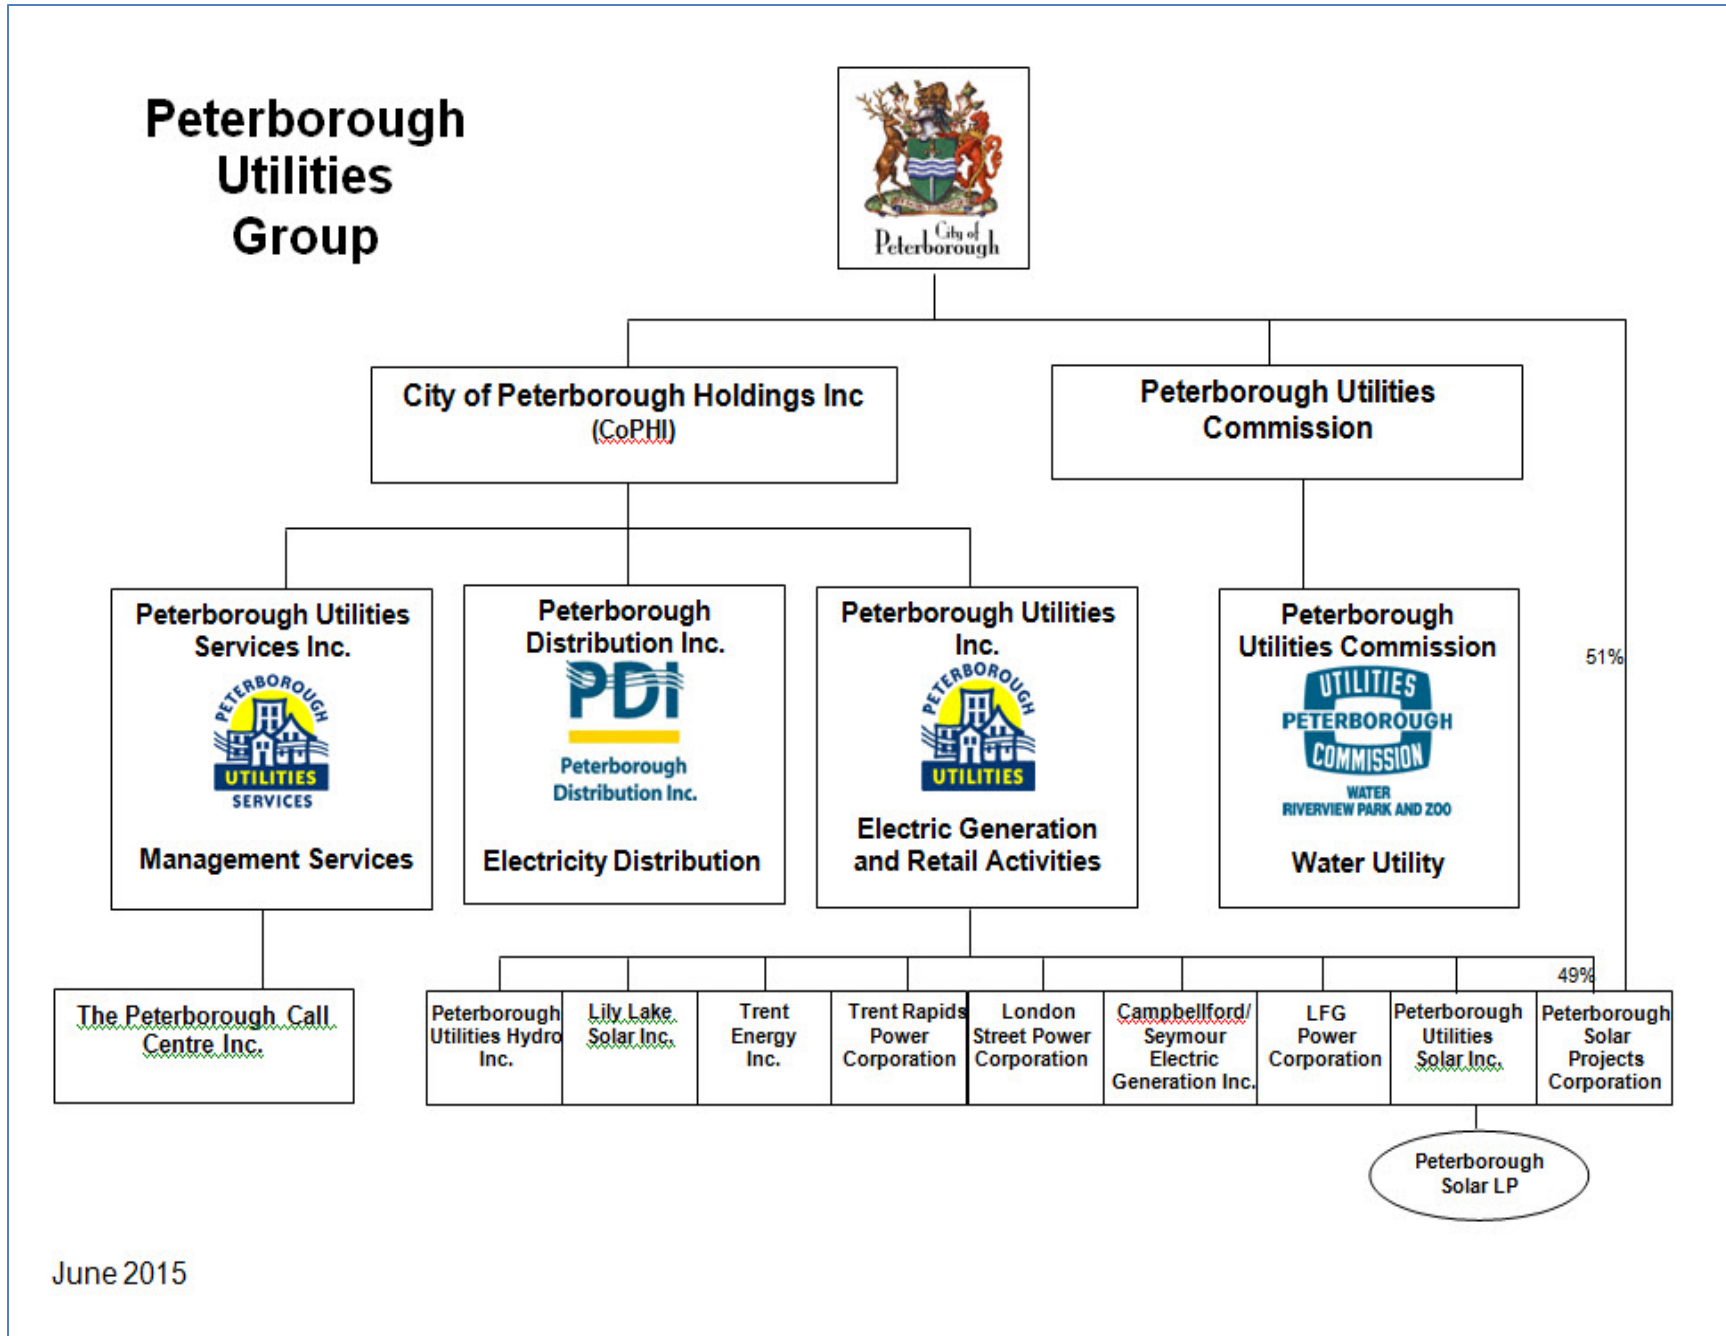 Peterborough
Utilities
Group
City of
Peterborough
City of Peterborough Holdings Inc
(CoPHI)
Peterborough Utilities
Commission
Peterborough Utilities
Services Inc.
PETERBOROUGH
UTILITIES
SERVICES
Management Services
Peterborough
Distribution Inc.
PDI
Peterborough
Distribution Inc.
Electricity Distribution
Peterborough Utilities
Inc.
PETERBOROUGH
UTILITIES
Electric Generation
and Retail Activities
Peterborough
Utilities Commission
UTILITIES
PETERBOROUGH
COMMISSION
WATER
RIVERVIEW PARK AND ZOO
Water Utility
51%
49%
The Peterborough Call
Centre Inc.
Peterborough
Utilities Hydro
Inc.
Lily Lake
Solar Inc.
Trent
Energy
Inc.
Trent Rapids
Power
Corporation
London
Street Power
Corporation
Campbellford/
Seymour
Electric
Generation Inc.
LFG
Power
Corporation
Peterborough
Utilities
Solar Inc.
Peterborough
Solar
Projects
Corporation
Peterborough
Solar LP
June 2015